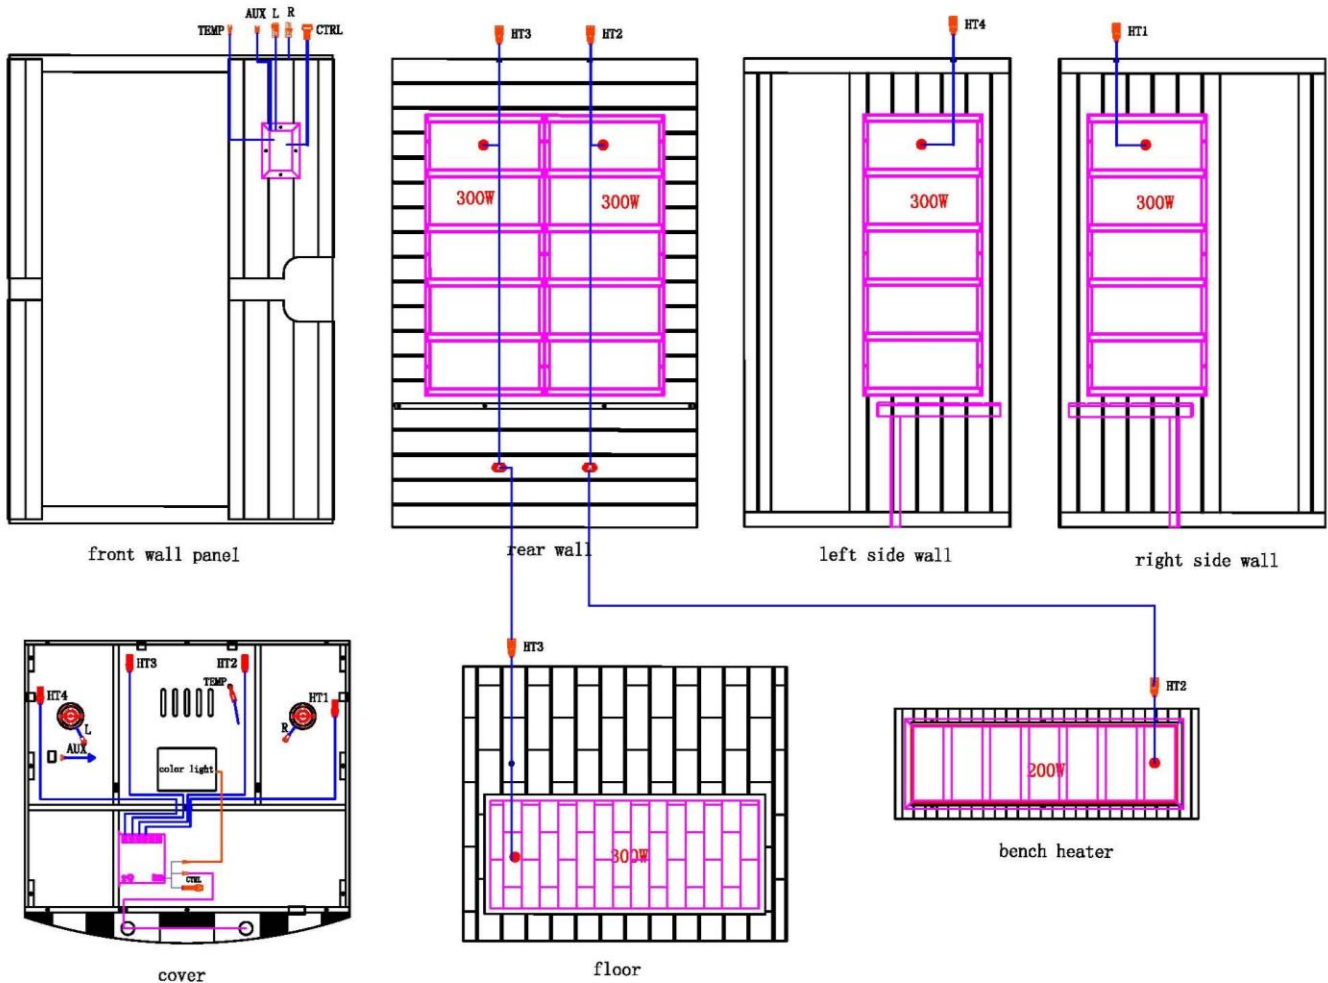 TEMP AUX L R CTRL
HT3 HT2
HT4
HT1
300W 300W
300W
300W
front wall panel
rear wall
left side wall
right side wall
HT3 HT2
TEMP
HT4 HT1
L R
AUX
color light
CTRL
cover
HT3
300W
floor
HT2
200W
bench heater